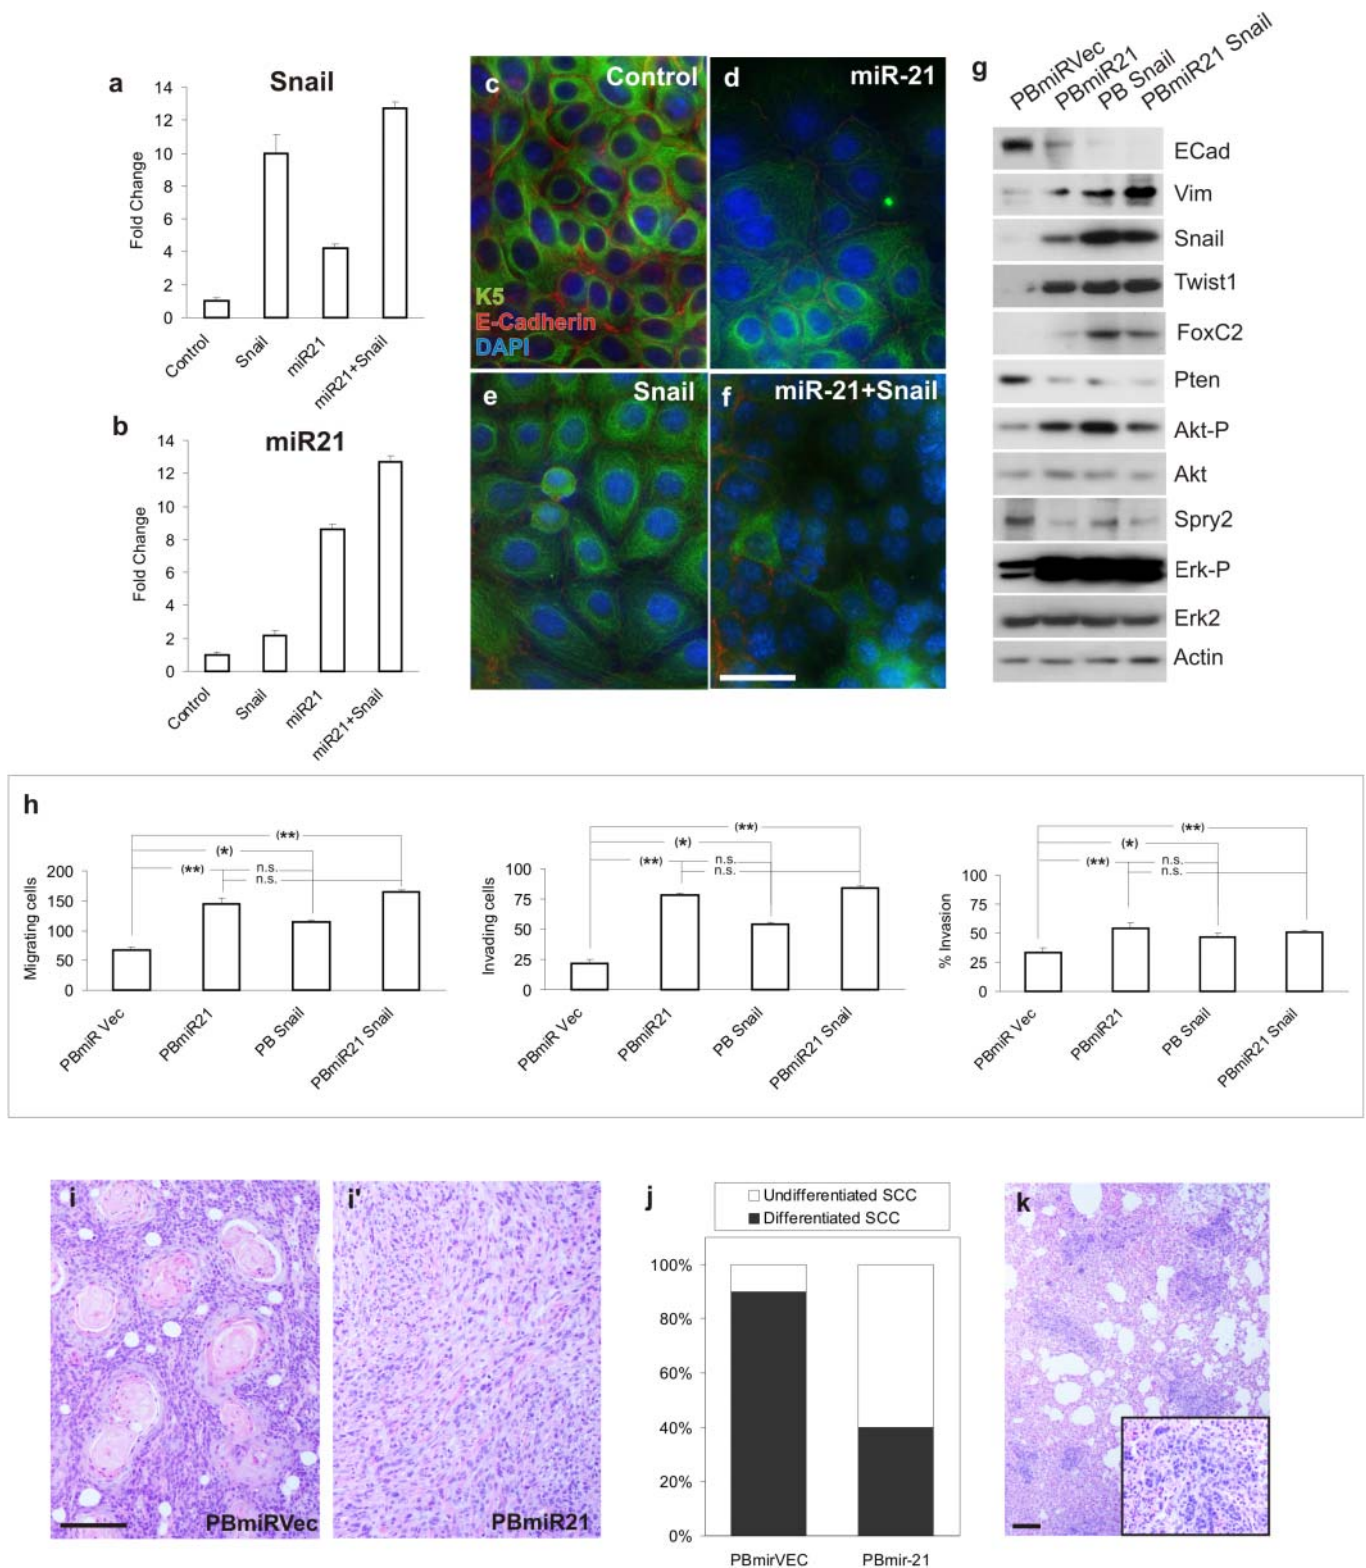 a
Snail
14
12
10
8
6
4
2
0
Fold Change
Control
Snail
miR21
miR21+Snail
b
miR21
14
12
10
8
6
4
2
0
Fold Change
Control
Snail
miR21
miR21+Snail
c
Control
K5
E-Cadherin
DAPI
d
miR-21
e
Snail
f
miR-21+Snail
g
PBmiRVec
PBmiR21
PB Snail
PBmiR21 Snail
ECad
Vim
Snail
Twist1
FoxC2
Pten
Akt-P
Akt
Spry2
Erk-P
Erk2
Actin
h
(**)
(*)
(**)
n.s.
n.s.
200
150
100
50
0
Migrating cells
PBmiR Vec
PBmiR21
PB Snail
PBmiR21 Snail
(**)
(*)
(**)
n.s.
n.s.
100
75
50
25
0
Invading cells
PBmiR Vec
PBmiR21
PB Snail
PBmiR21 Snail
(**)
(*)
(**)
n.s.
n.s.
100
75
50
25
0
% Invasion
PBmiR Vec
PBmiR21
PB Snail
PBmiR21 Snail
i
PBmiRVec
i'
PBmiR21
j
Undifferentiated SCC
Differentiated SCC
100%
80%
60%
40%
20%
0%
PBmirVEC
PBmir-21
k